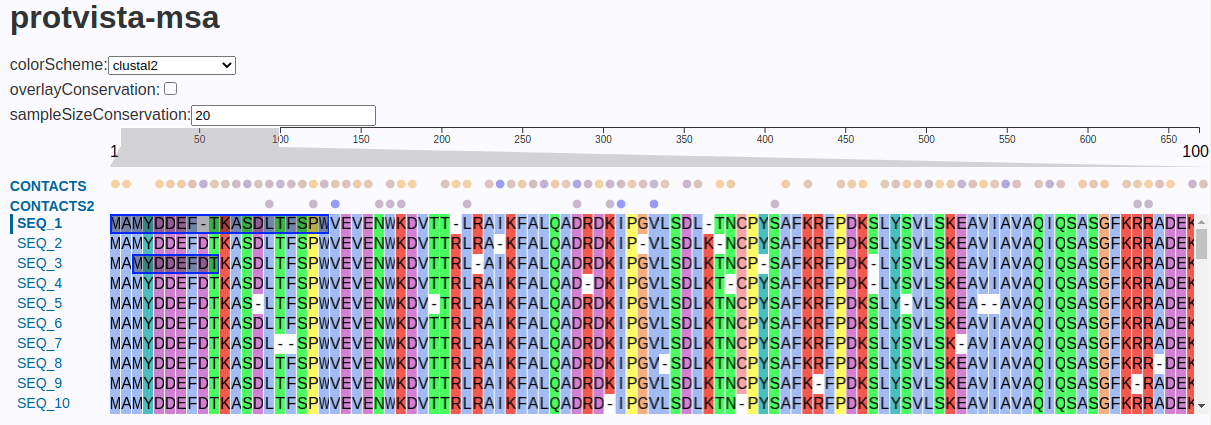 protvista-msa
colorScheme: clustal2
overlayConservation:
sampleSizeConservation: 20
50 100 150 200 250 300 350 400 450 500 550 600 650
1 100
CONTACTS
CONTACTS2
SEQ_1 MAMYDDEF-TKASDLTFSPWVEVENWKDVTT-LRAIKFALQADRDKIPGVLSDL-TNCPYSAFKRFPDKSLYSVLSKEAVIAVAQIQSASGFKRRADEK
SEQ_2 MAMYDDEFDTKASDLTFSPWVEVENWKDVTTRLRA-KFALQADRDKIP-VLSDLK-NCPYSAFKRFPDKSLYSVLSKEAVIAVAQIQSASGFKRRADEK
SEQ_3 MAMYDDEFDTKASDLTFSPWVEVENWKDVTTRL-AIKFALQADRDKIPGVLSDLKTNCP-SAFKRFPDK-LYSVLSKEAVIAVAQIQSASGFKRRADEK
SEQ_4 MAMYDDEFDTKASDLTFSPWVEVENWKDVTTRLRAIKFALQAD-DKIPGVLSDLKT-CPYSAFKRFPDK-LYSVLSKEAVIAVAQIQSASGFKRRADEK
SEQ_5 MAMYDDEFDTKAS-LTFSPWVEVENWKDV-TRLRAIKFALQADRDKIPGVLSDLKTNCPYSAFKRFPDKSLY-VLSKEA--AVAQIQSASGFKRRADEK
SEQ_6 MAMYDDEFDTKASDLTFSPWVEVENWKDVTTRLRAIKFALQADRDKIPGVLSDLKTNCPYSAFKRFPDKSLYSVLSKEAVIAVAQIQSASGFKRRADEK
SEQ_7 MAMYDDEFDTKASDL--SPWVEVENWKDVTTRLRAIKFALQADRDKIPGVLSDLKTNCPYSAFKRFPDKSLYSVLSK-AVIAVAQIQSASGFKRRADEK
SEQ_8 MAMYDDEFDTKASDLTFSPWVEVENWKDVTTRLRAIKFALQADRDKIPGV-SDLKTNCPYSAFKRFPDKSLYSVLSKEAVIAVAQIQSASGFKRR-DEK
SEQ_9 MAMYDDEFDTKASDLTFSPWVEVENWKDVTTRLRAIKFALQADRDKIPGVLSDLKTNCPYSAFK-FPDKSLYSVLSKEAVIAVAQIQSASGFK-RADEK
SEQ_10 MAMYDDEFDTKASDLTFSPWVEVENWKDVTTRLRAIKFALQADRD-IPGVLSDLKTN-PYSAFKRFPDKSLYSVLSKEAVIAVAQIQSASGFKRRADEK